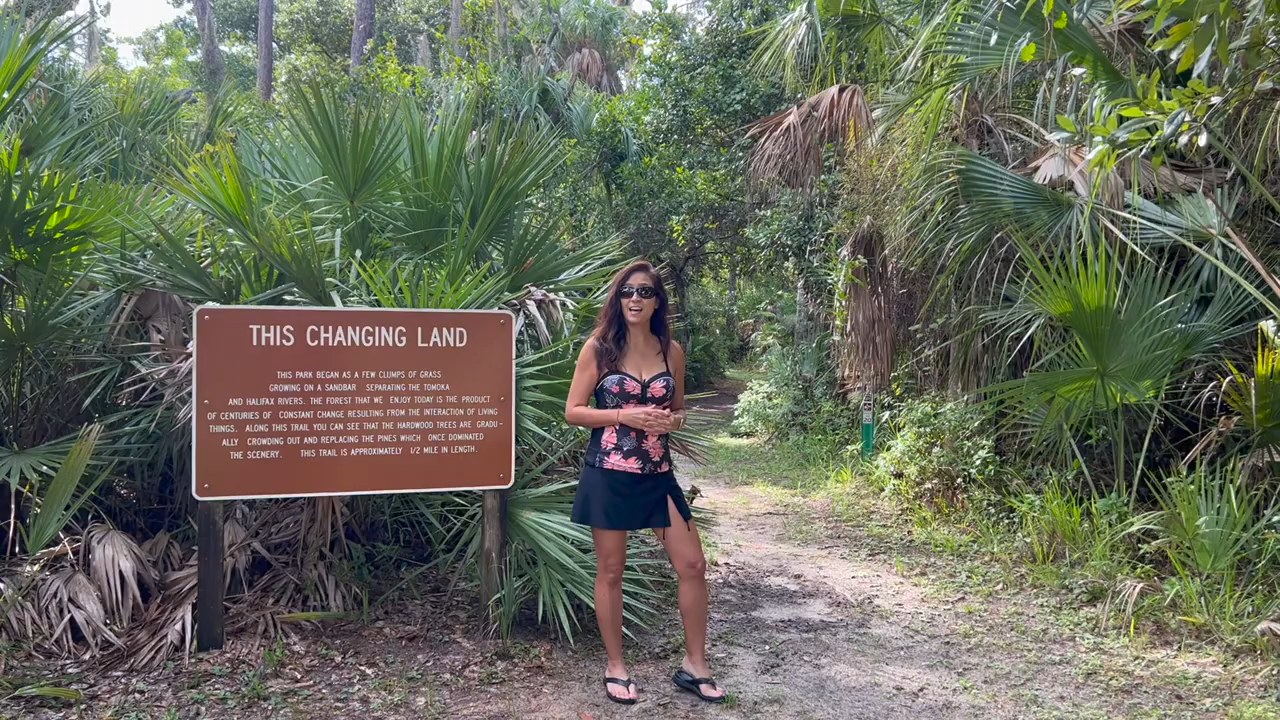 THIS CHANGING LAND
THIS PARK BEGAN AS A FEW CLUMPS OF GRASS
GROWING ON A SANDBAR SEPARATING THE TOMOKA
AND HALIFAX RIVERS. THE FOREST THAT WE ENJOY TODAY IS THE PRODUCT
OF CENTURIES OF CONSTANT CHANGE RESULTING FROM THE INTERACTION OF LIVING
THINGS. ALONG THIS TRAIL YOU CAN SEE THAT THE HARDWOOD TREES ARE GRADU-
ALLY CROWDING OUT AND REPLACING THE PINES WHICH ONCE DOMINATED
THE SCENERY. THIS TRAIL IS APPROXIMATELY 1/2 MILE IN LENGTH.